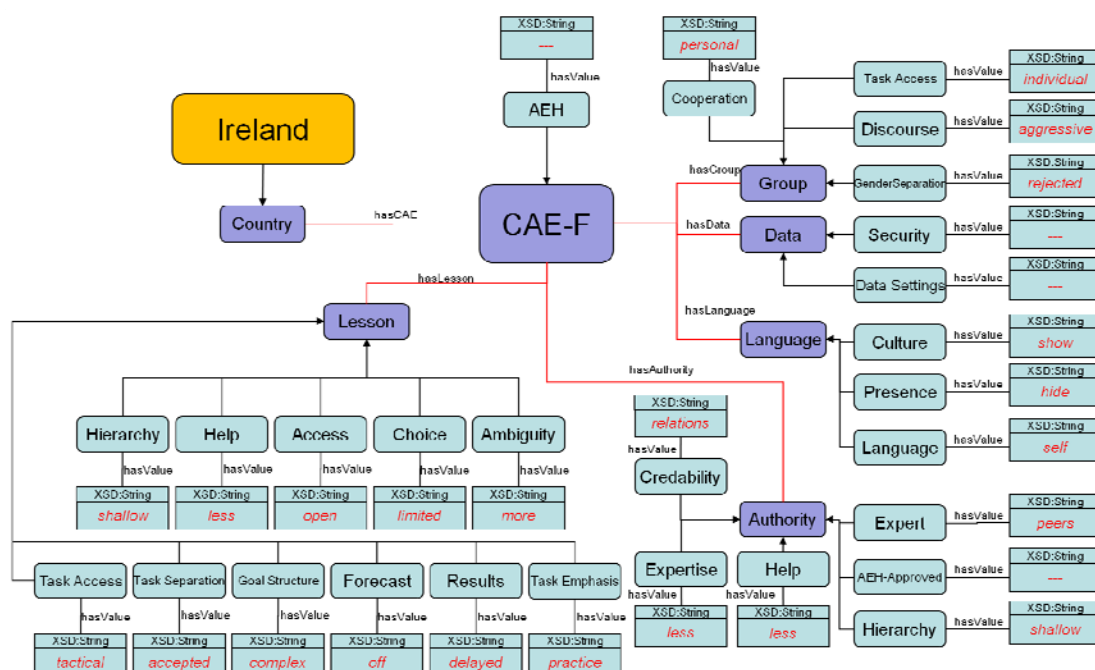 XSD:String
---
hasValue
AEH
XSD:String
personal
hasValue
Cooperation
Task Access
hasValue
XSD:String
individual
Discourse
hasValue
XSD:String
aggressive
GenderSeparation
hasValue
XSD:String
rejected
Ireland
Country
hasCAE
CAE-F
hasGroup
Group
hasData
Data
Security
hasValue
XSD:String
---
Data Settings
hasValue
XSD:String
---
hasLanguage
Language
Culture
hasValue
XSD:String
show
Presence
hasValue
XSD:String
hide
Language
hasValue
XSD:String
self
hasLesson
Lesson
hasAuthority
Hierarchy
Help
Access
Choice
Ambiguity
hasValue
hasValue
hasValue
hasValue
hasValue
XSD:String
XSD:String
XSD:String
XSD:String
XSD:String
shallow
less
open
limited
more
XSD:String
relations
hasValue
Credability
Authority
Expert
hasValue
XSD:String
peers
Expertise
Help
hasValue
hasValue
XSD:String
XSD:String
less
less
AEH-Approved
hasValue
XSD:String
---
Hierarchy
hasValue
XSD:String
shallow
Task Access
Task Separation
Goal Structure
Forecast
Results
Task Emphasis
hasValue
hasValue
hasValue
hasValue
hasValue
hasValue
XSD:String
XSD:String
XSD:String
XSD:String
XSD:String
XSD:String
tactical
accepted
complex
off
delayed
practice